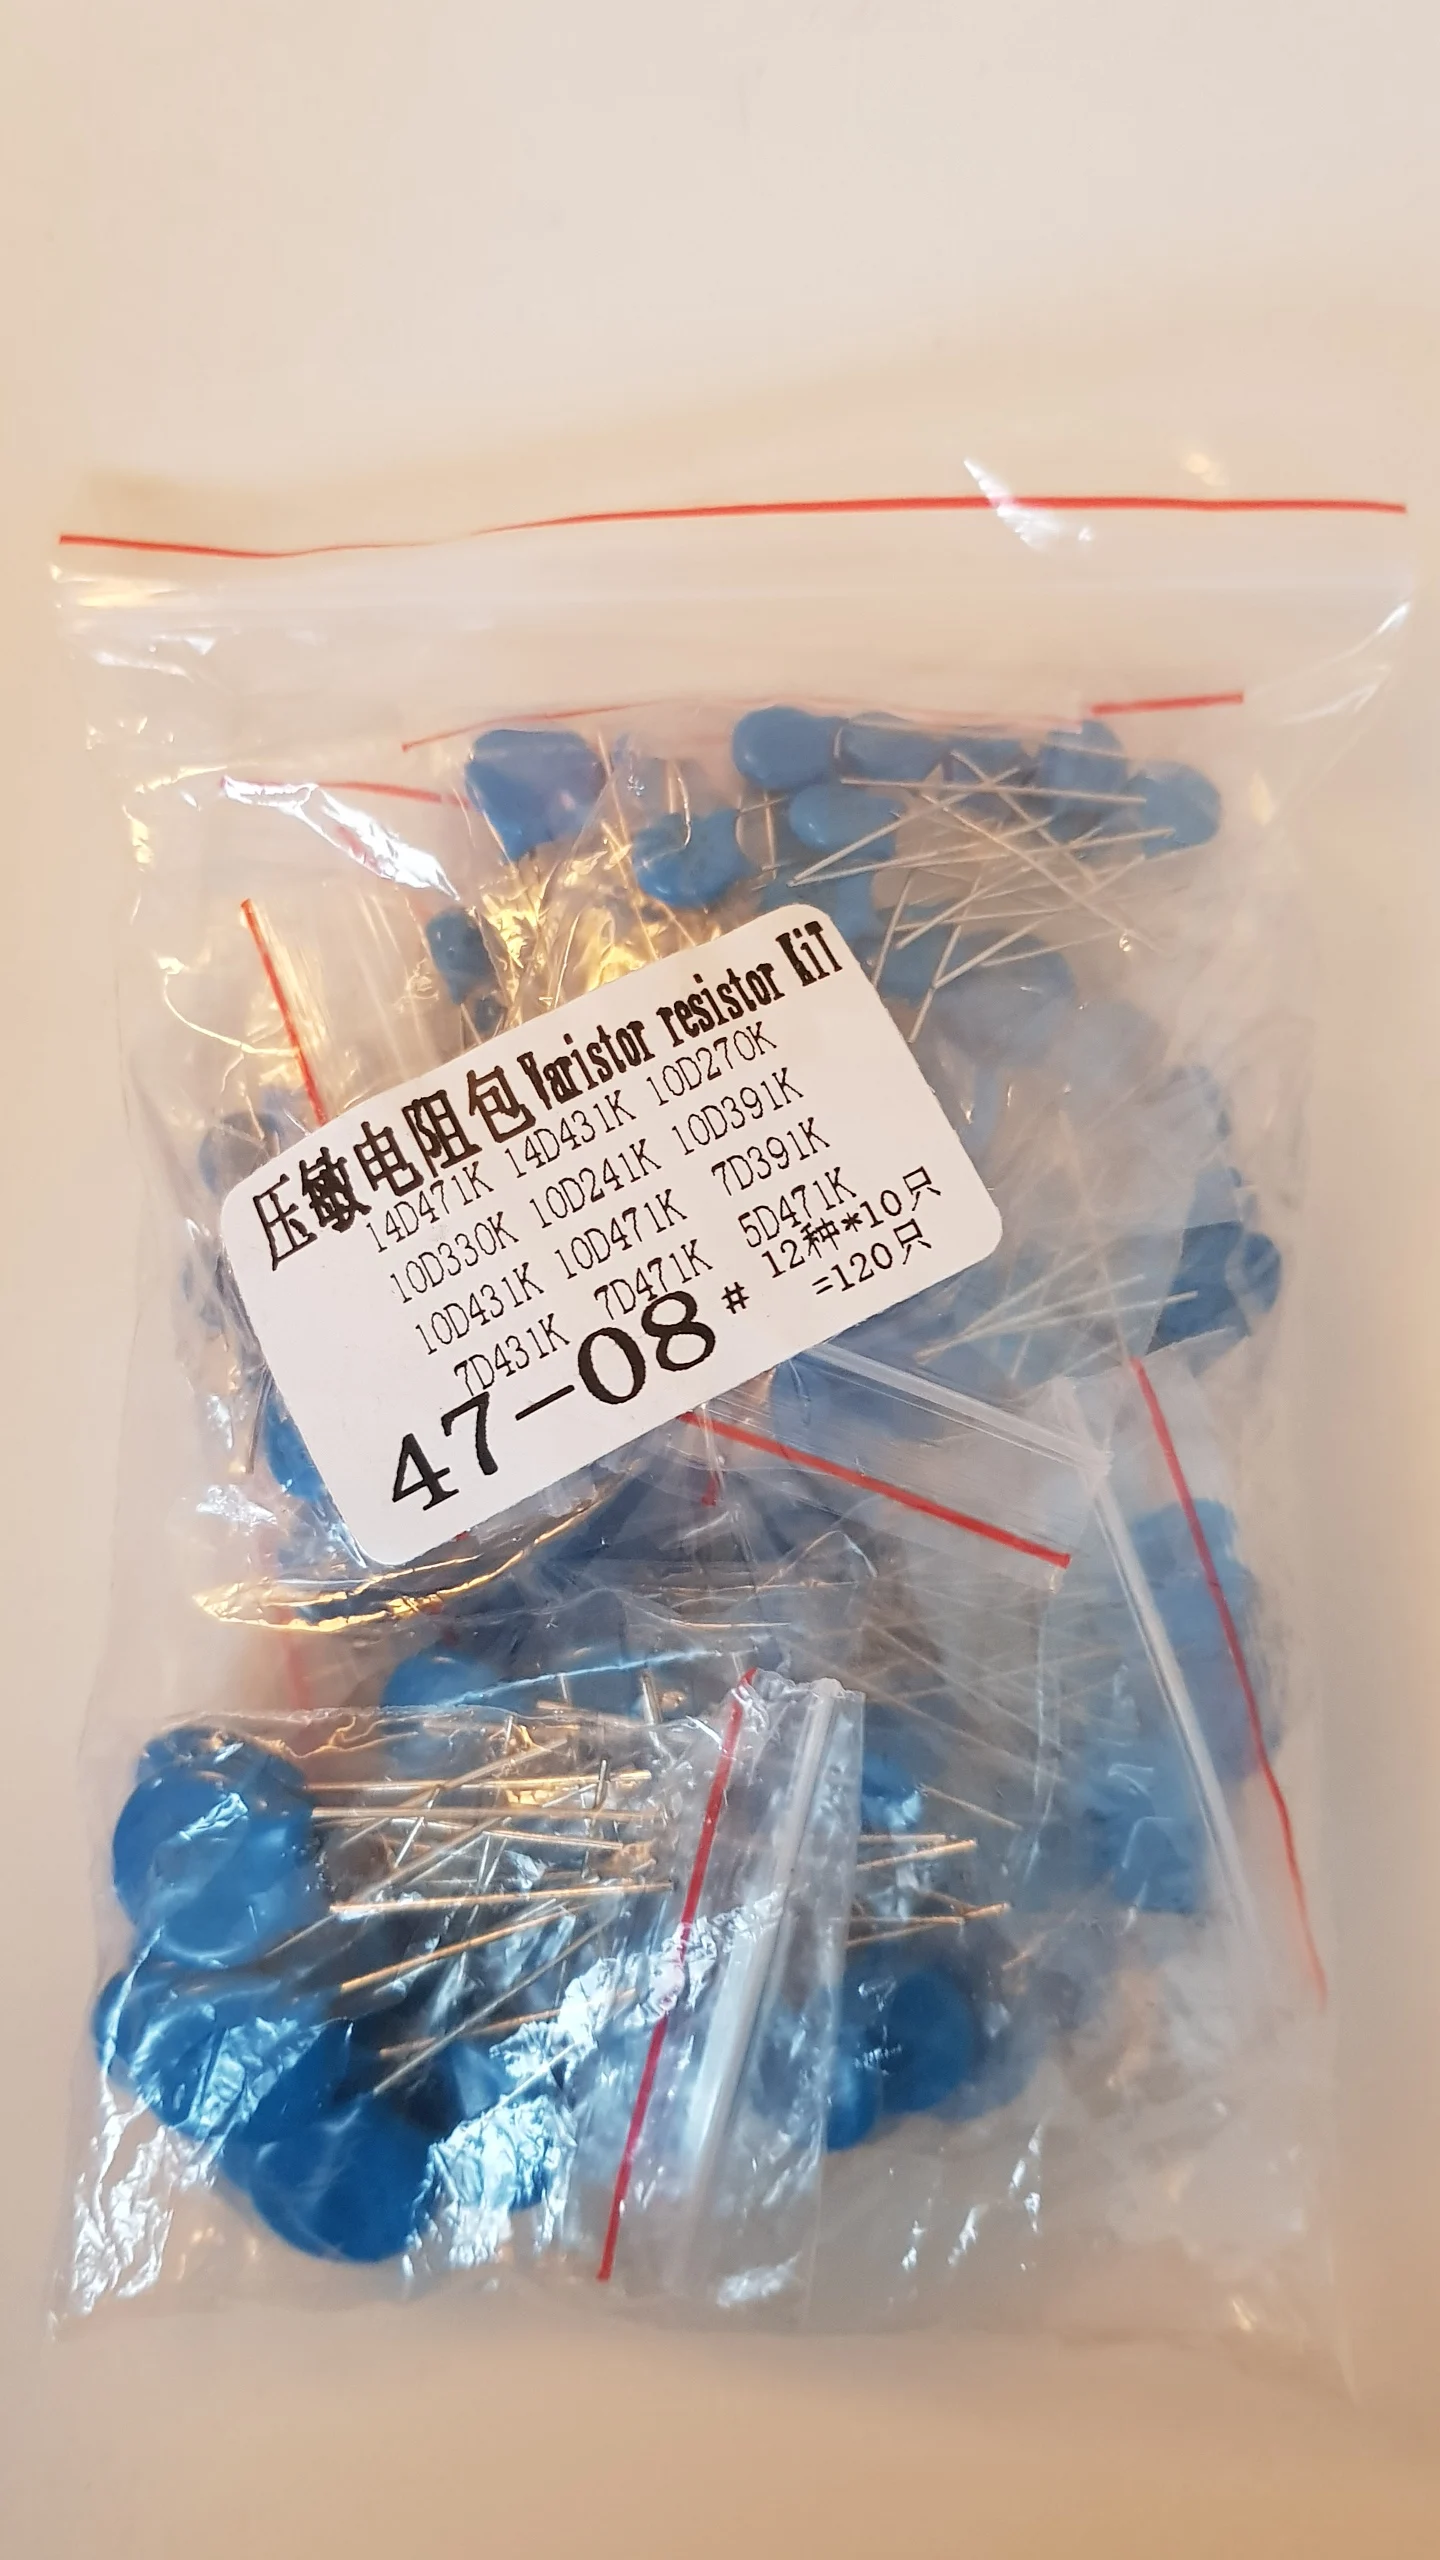 压敏电阻包Varistor resistor KiT
14D471K 14D431K 10D270K
10D330K 10D241K 10D391K
10D431K 10D471K 7D391K
7D431K 7D471K 5D471K
47-08# 12种*10只
=120只